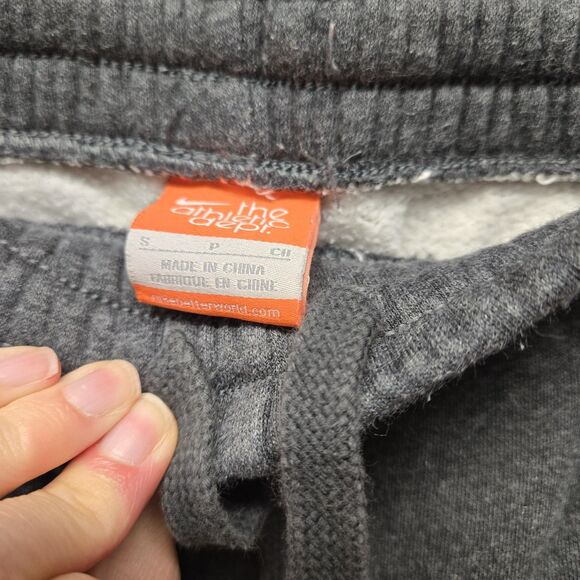 the
athletic
dept.
S P CH
MADE IN CHINA
FABRIQUE EN CHINE
nikebetterworld.com